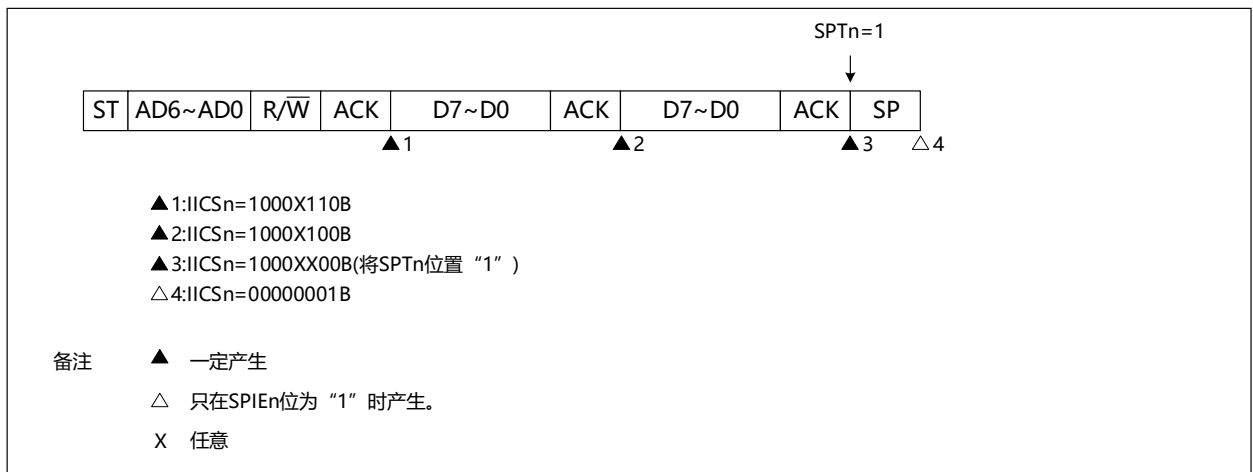 SPTn=1
ST AD6~AD0 R/W̅ ACK D7~D0 ACK D7~D0 ACK SP
▲1 ▲2 ▲3 △4
▲1:IICSn=1000X110B
▲2:IICSn=1000X100B
▲3:IICSn=1000XX00B(将SPTn位置“1”)
△4:IICSn=00000001B
备注 ▲ 一定产生
△ 只在SPIEn位为“1”时产生。
X 任意